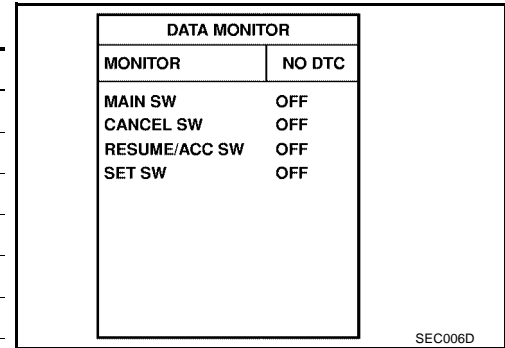 DATA MONITOR
MONITOR NO DTC
MAIN SW OFF
CANCEL SW OFF
RESUME/ACC SW OFF
SET SW OFF
SEC006D